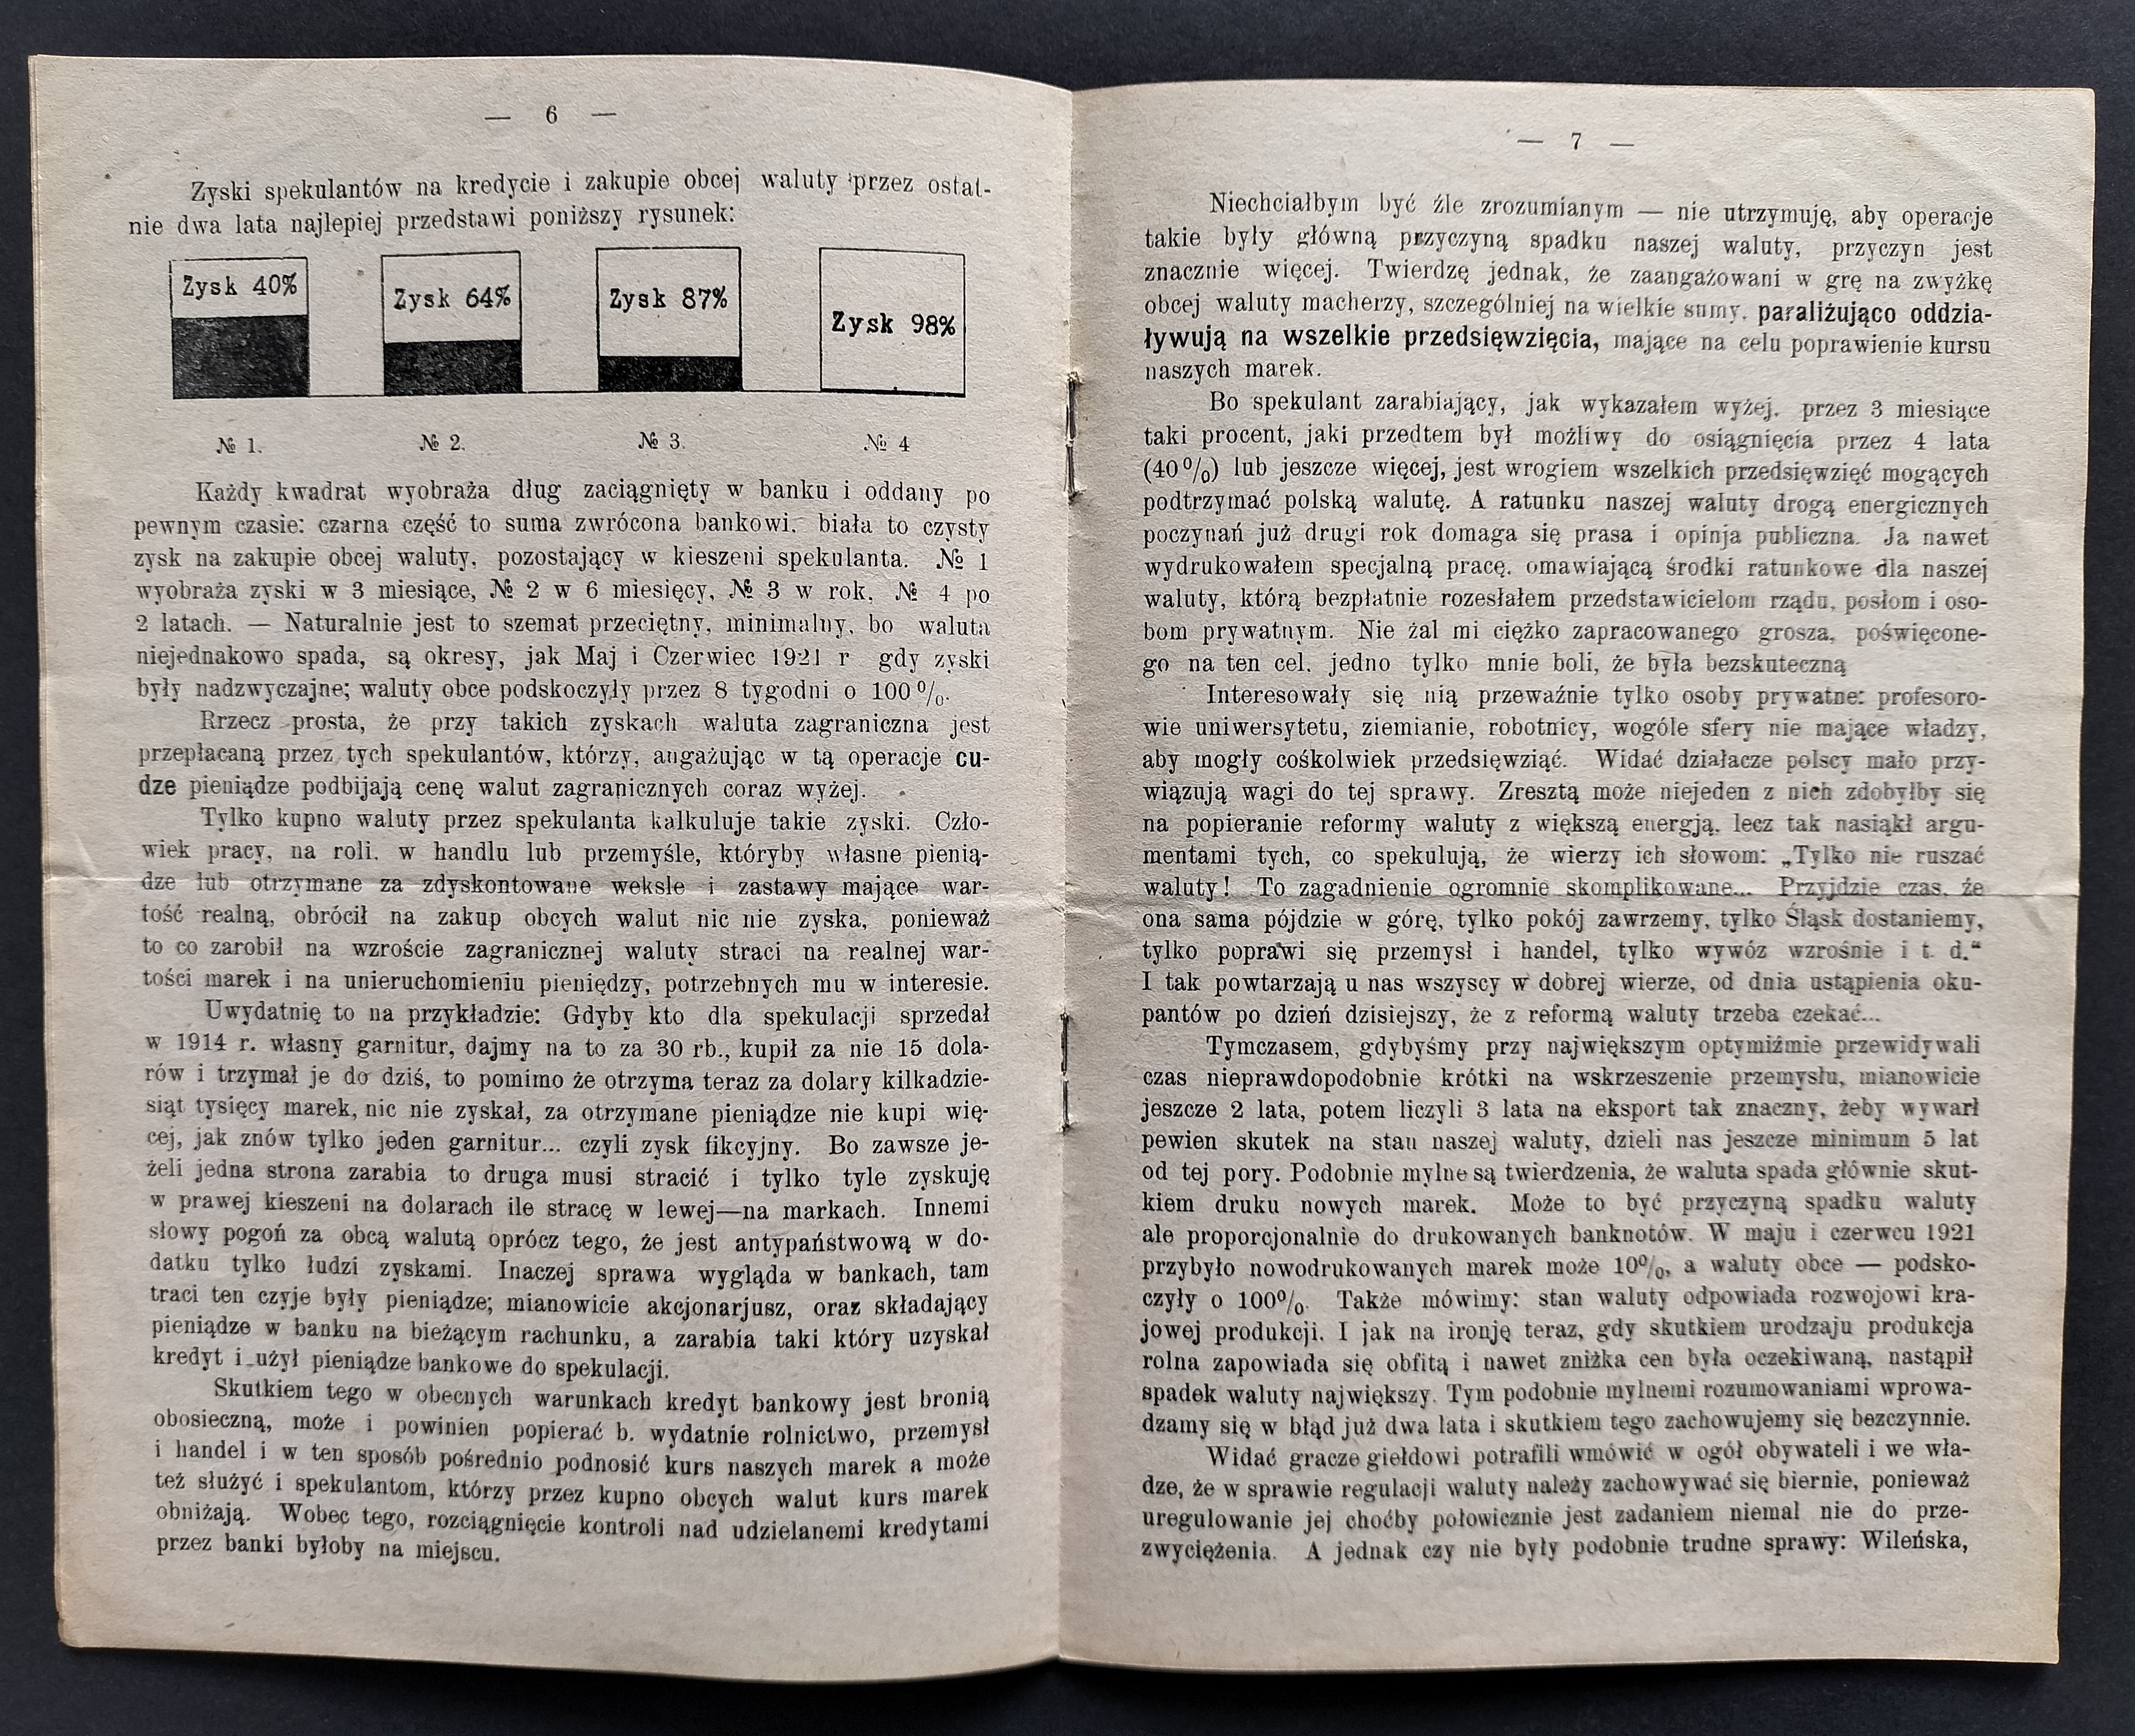 — 6 —
Zyski spekulantów na kredycie i zakupie obcej waluty przez ostat-
nie dwa lata najlepiej przedstawi poniższy rysunek:
Zysk 40%
Zysk 64%
Zysk 87%
Zysk 98%
№ 1.
№ 2.
№ 3.
№ 4
Każdy kwadrat wyobraża dług zaciągnięty w banku i oddany po
pewnym czasie: czarna część to suma zwrócona bankowi. biała to czysty
zysk na zakupie obcej waluty, pozostający w kieszeni spekulanta. № 1
wyobraża zyski w 3 miesiące, № 2 w 6 miesięcy, № 3 w rok, № 4 po
2 latach. — Naturalnie jest to szemat przeciętny, minimalny, bo waluta
niejednakowo spada, są okresy, jak Maj i Czerwiec 1921 r gdy zyski
były nadzwyczajne; waluty obce podskoczyły przez 8 tygodni o 100%.
Rrzecz prosta, że przy takich zyskach waluta zagraniczna jest
przepłacaną przez tych spekulantów, którzy, angażując w tą operacje cu-
dze pieniądze podbijają cenę walut zagranicznych coraz wyżej.
Tylko kupno waluty przez spekulanta kalkuluje takie zyski. Czło-
wiek pracy, na roli. w handlu lub przemyśle, któryby własne pienią-
dze lub otrzymane za zdyskontowane weksle i zastawy mające war-
tość realną, obrócił na zakup obcych walut nic nie zyska, ponieważ
to co zarobił na wzroście zagranicznej waluty straci na realnej war-
tości marek i na unieruchomieniu pieniędzy, potrzebnych mu w interesie.
Uwydatnię to na przykładzie: Gdyby kto dla spekulacji sprzedał
w 1914 r. własny garnitur, dajmy na to za 30 rb., kupił za nie 15 dola-
rów i trzymał je do dziś, to pomimo że otrzyma teraz za dolary kilkadzie-
siąt tysięcy marek, nic nie zyskał, za otrzymane pieniądze nie kupi wię-
cej, jak znów tylko jeden garnitur... czyli zysk fikcyjny. Bo zawsze je-
żeli jedna strona zarabia to druga musi stracić i tylko tyle zyskuję
w prawej kieszeni na dolarach ile stracę w lewej—na markach. Innemi
słowy pogoń za obcą walutą oprócz tego, że jest antypaństwową w do-
datku tylko łudzi zyskami. Inaczej sprawa wygląda w bankach, tam
traci ten czyje były pieniądze; mianowicie akcjonarjusz, oraz składający
pieniądze w banku na bieżącym rachunku, a zarabia taki który uzyskał
kredyt i użył pieniądze bankowe do spekulacji.
Skutkiem tego w obecnych warunkach kredyt bankowy jest bronią
obosieczną, może i powinien popierać b. wydatnie rolnictwo, przemysł
i handel i w ten sposób pośrednio podnosić kurs naszych marek a może
też służyć i spekulantom, którzy przez kupno obcych walut kurs marek
obniżają. Wobec tego, rozciągnięcie kontroli nad udzielanemi kredytami
przez banki byłoby na miejscu.
— 7 —
Niechciałbym być źle zrozumianym — nie utrzymuję, aby operacje
takie były główną przyczyną spadku naszej waluty, przyczyn jest
znacznie więcej. Twierdzę jednak, że zaangażowani w grę na zwyżkę
obcej waluty macherzy, szczególniej na wielkie sumy, paraliżująco oddzia-
ływują na wszelkie przedsięwzięcia, mające na celu poprawienie kursu
naszych marek.
Bo spekulant zarabiający, jak wykazałem wyżej, przez 3 miesiące
taki procent, jaki przedtem był możliwy do osiągnięcia przez 4 lata
(40%) lub jeszcze więcej, jest wrogiem wszelkich przedsięwzięć mogących
podtrzymać polską walutę. A ratunku naszej waluty drogą energicznych
poczynań już drugi rok domaga się prasa i opinja publiczna. Ja nawet
wydrukowałem specjalną pracę, omawiającą środki ratunkowe dla naszej
waluty, którą bezpłatnie rozesłałem przedstawicielom rządu, posłom i oso-
bom prywatnym. Nie żal mi ciężko zapracowanego grosza, poświęcone-
go na ten cel, jedno tylko mnie boli, że była bezskuteczną
Interesowały się nią przeważnie tylko osoby prywatne: profesoro-
wie uniwersytetu, ziemianie, robotnicy, wogóle sfery nie mające władzy,
aby mogły cośkolwiek przedsięwziąć. Widać działacze polscy mało przy-
wiązują wagi do tej sprawy. Zresztą może niejeden z nich zdobyłby się
na popieranie reformy waluty z większą energją, lecz tak nasiąkł argu-
mentami tych, co spekulują, że wierzy ich słowom: „Tylko nie ruszać
waluty! To zagadnienie ogromnie skomplikowane... Przyjdzie czas, że
ona sama pójdzie w górę, tylko pokój zawrzemy, tylko Śląsk dostaniemy,
tylko poprawi się przemysł i handel, tylko wywóz wzrośnie i t. d.“
I tak powtarzają u nas wszyscy w dobrej wierze, od dnia ustąpienia oku-
pantów po dzień dzisiejszy, że z reformą waluty trzeba czekać...
Tymczasem, gdybyśmy przy największym optymiźmie przewidywali
czas nieprawdopodobnie krótki na wskrzeszenie przemysłu, mianowicie
jeszcze 2 lata, potem liczyli 3 lata na eksport tak znaczny, żeby wywarł
pewien skutek na stan naszej waluty, dzieli nas jeszcze minimum 5 lat
od tej pory. Podobnie mylne są twierdzenia, że waluta spada głównie skut-
kiem druku nowych marek. Może to być przyczyną spadku waluty
ale proporcjonalnie do drukowanych banknotów. W maju i czerwcu 1921
przybyło nowodrukowanych marek może 10%, a waluty obce — podsko-
czyły o 100%. Także mówimy: stan waluty odpowiada rozwojowi kra-
jowej produkcji. I jak na ironję teraz, gdy skutkiem urodzaju produkcja
rolna zapowiada się obfitą i nawet zniżka cen była oczekiwaną, nastąpił
spadek waluty największy. Tym podobnie mylnemi rozumowaniami wprowa-
dzamy się w błąd już dwa lata i skutkiem tego zachowujemy się bezczynnie.
Widać gracze giełdowi potrafili wmówić w ogół obywateli i we wła-
dze, że w sprawie regulacji waluty należy zachowywać się biernie, ponieważ
uregulowanie jej choćby połowicznie jest zadaniem niemal nie do prze-
zwyciężenia. A jednak czy nie były podobnie trudne sprawy: Wileńska,